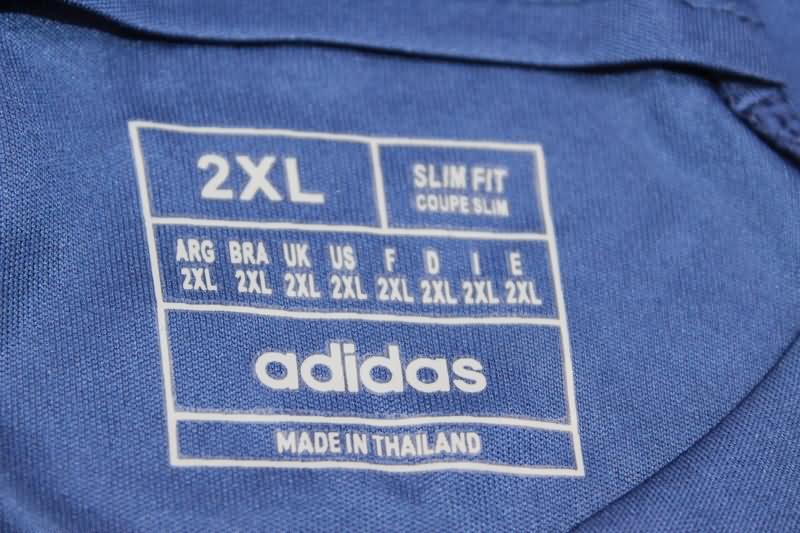 2XL
SLIM FIT
COUPE SLIM
ARG BRA UK US F D I E
2XL 2XL 2XL 2XL 2XL 2XL 2XL 2XL
adidas
MADE IN THAILAND